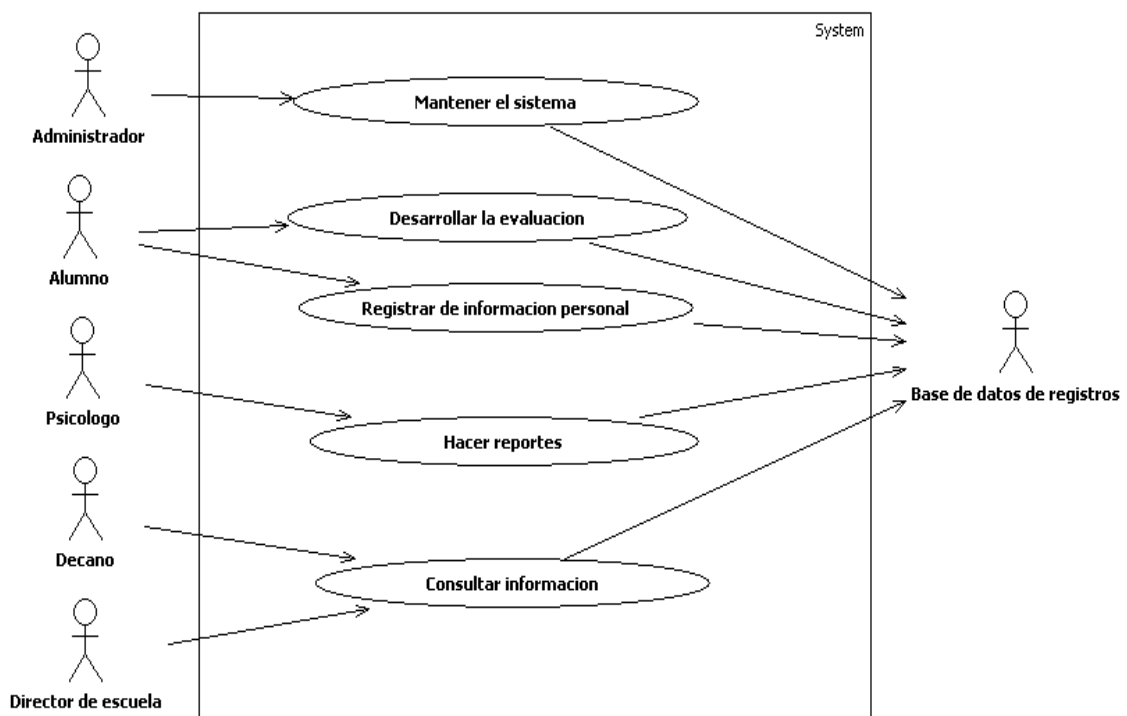 System
Administrador
Mantener el sistema
Alumno
Desarrollar la evaluacion
Registrar de informacion personal
Psicologo
Hacer reportes
Base de datos de registros
Decano
Consultar informacion
Director de escuela